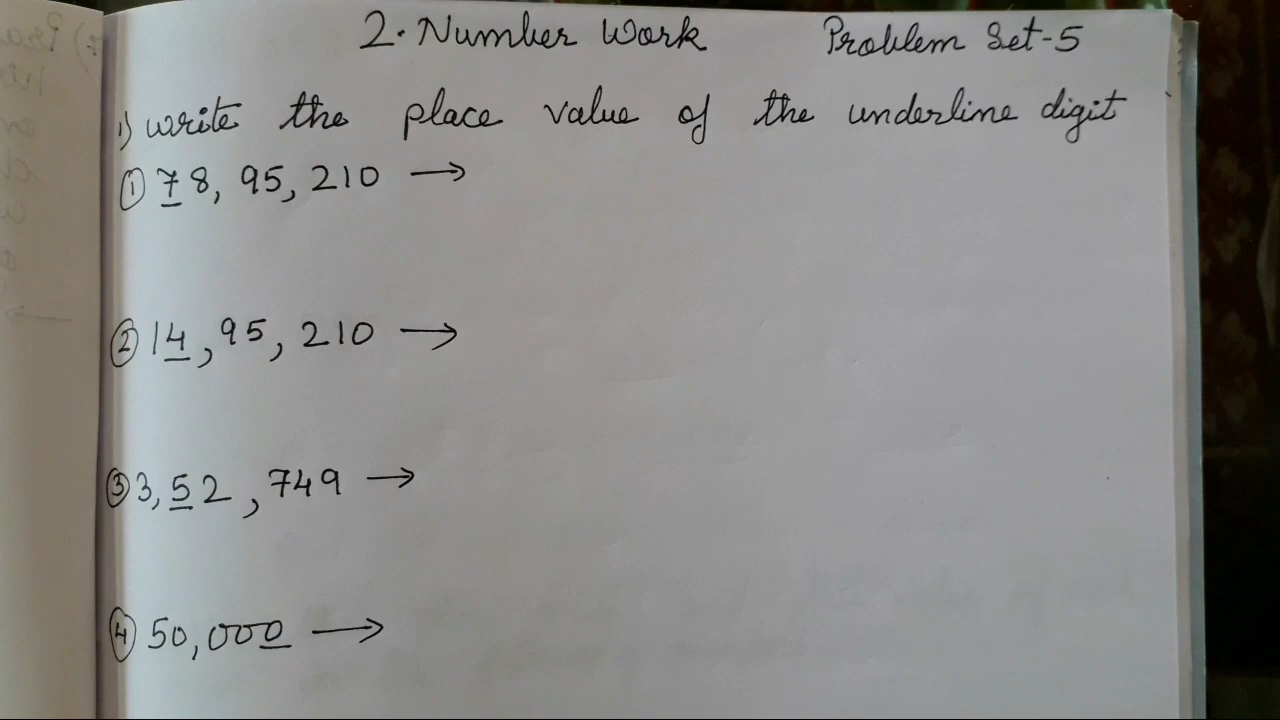 2. Number Work Problem Set-5
1) write the place value of the underline digit
① 78, 95, 210 →
② 14, 95, 210 →
③ 3, 52, 749 →
④ 50,000 →